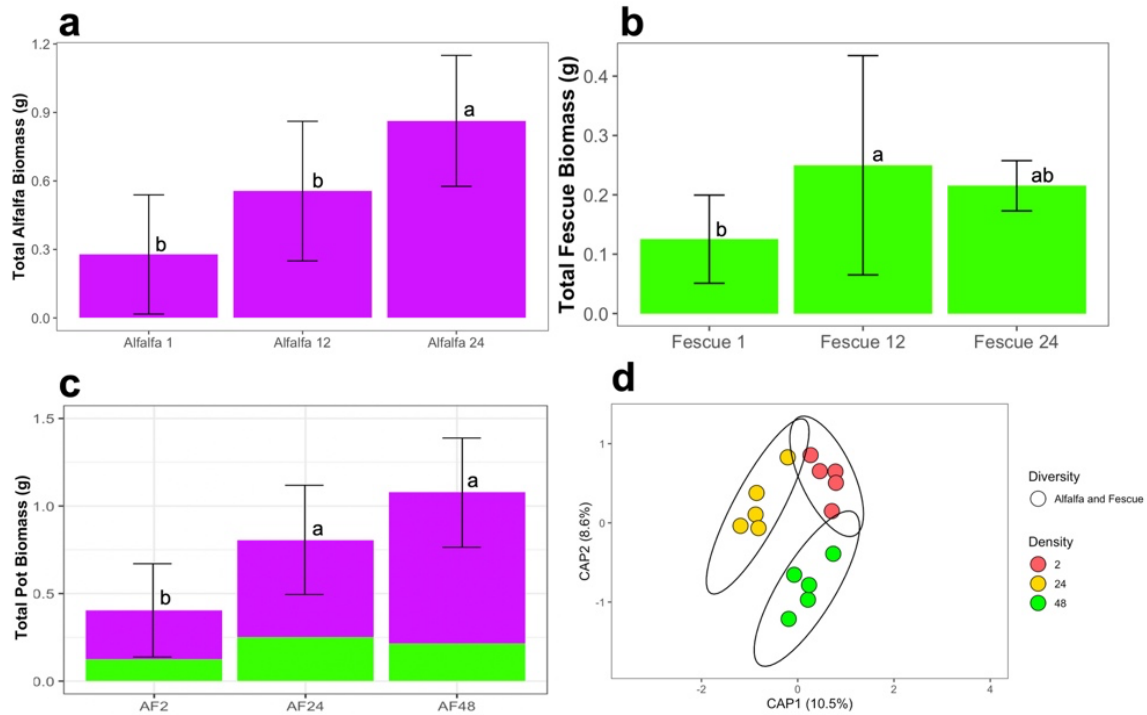 a
Total Alfalfa Biomass (g)
1.2
0.9
0.6
0.3
0.0
b
b
a
Alfalfa 1
Alfalfa 12
Alfalfa 24
b
Total Fescue Biomass (g)
0.4
0.3
0.2
0.1
0.0
b
a
ab
Fescue 1
Fescue 12
Fescue 24
c
Total Pot Biomass (g)
1.5
1.0
0.5
0.0
b
a
a
AF2
AF24
AF48
d
CAP2 (8.6%)
1
0
-1
-2
0
2
4
CAP1 (10.5%)
Diversity
Alfalfa and Fescue
Density
2
24
48